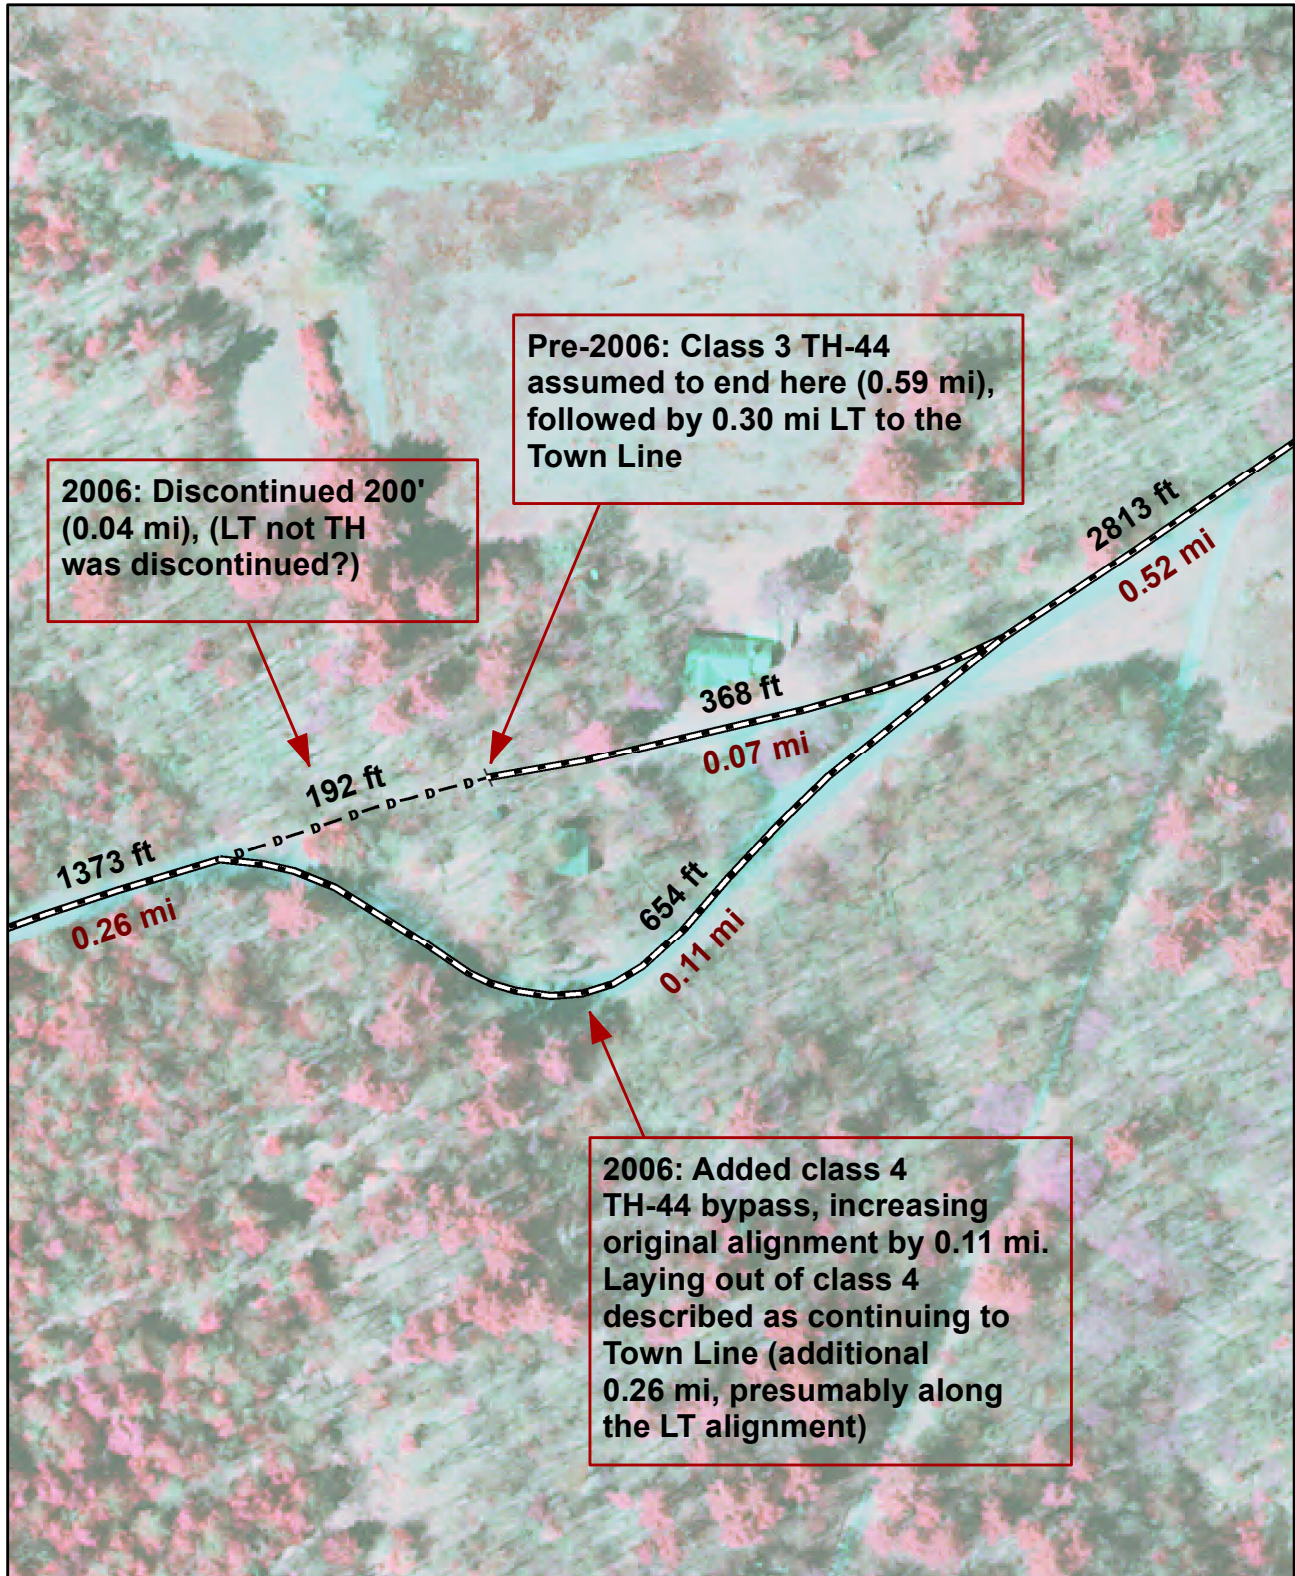 Pre-2006: Class 3 TH-44
assumed to end here (0.59 mi),
followed by 0.30 mi LT to the
Town Line
2006: Discontinued 200'
(0.04 mi), (LT not TH
was discontinued?)
2813 ft
0.52 mi
368 ft
0.07 mi
192 ft
D D D D D D
1373 ft
0.26 mi
654 ft
0.11 mi
2006: Added class 4
TH-44 bypass, increasing
original alignment by 0.11 mi.
Laying out of class 4
described as continuing to
Town Line (additional
0.26 mi, presumably along
the LT alignment)